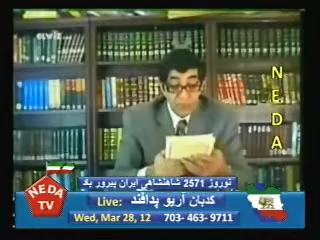 NEDA
نوروز 2571 شاهنشاهی ایران پیروز باد
NEDA
TV
Live: کدبان آریو پدافند
Wed, Mar 28, 12 703- 463-9711